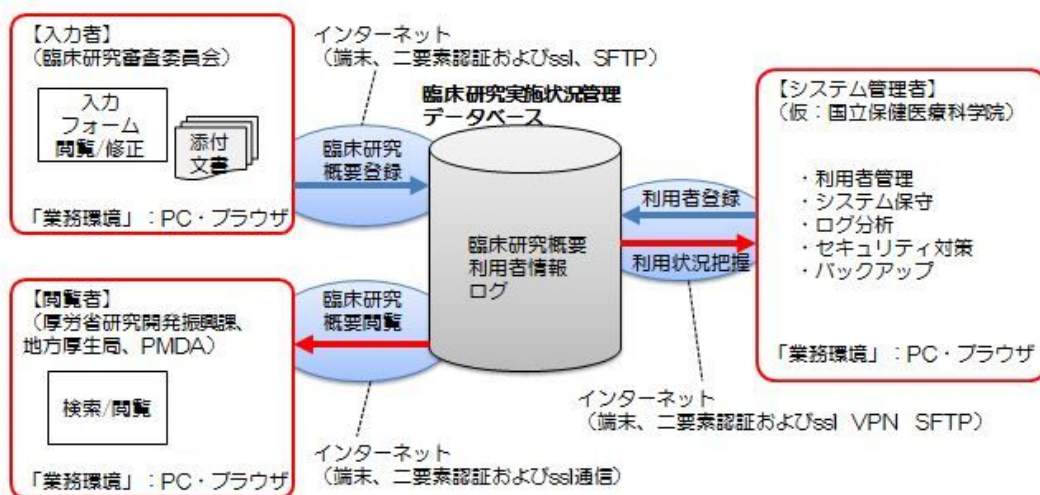 【入力者】
（臨床研究審査委員会）
入力
フォーム
閲覧/修正
添付
文書
「業務環境」：PC・ブラウザ
インターネット
（端末、二要素認証およびssl、SFTP）
臨床研究
概要登録
臨床研究実施状況管理
データベース
臨床研究概要
利用者情報
ログ
【システム管理者】
（仮：国立保健医療科学院）
・利用者管理
・システム保守
・ログ分析
・セキュリティ対策
・バックアップ
「業務環境」：PC・ブラウザ
利用者登録
利用状況把握
インターネット
（端末、二要素認証およびssl VPN SFTP）
【閲覧者】
（厚労省研究開発振興課、
地方厚生局、PMDA）
検索/閲覧
「業務環境」：PC・ブラウザ
臨床研究
概要閲覧
インターネット
（端末、二要素認証およびssl通信）